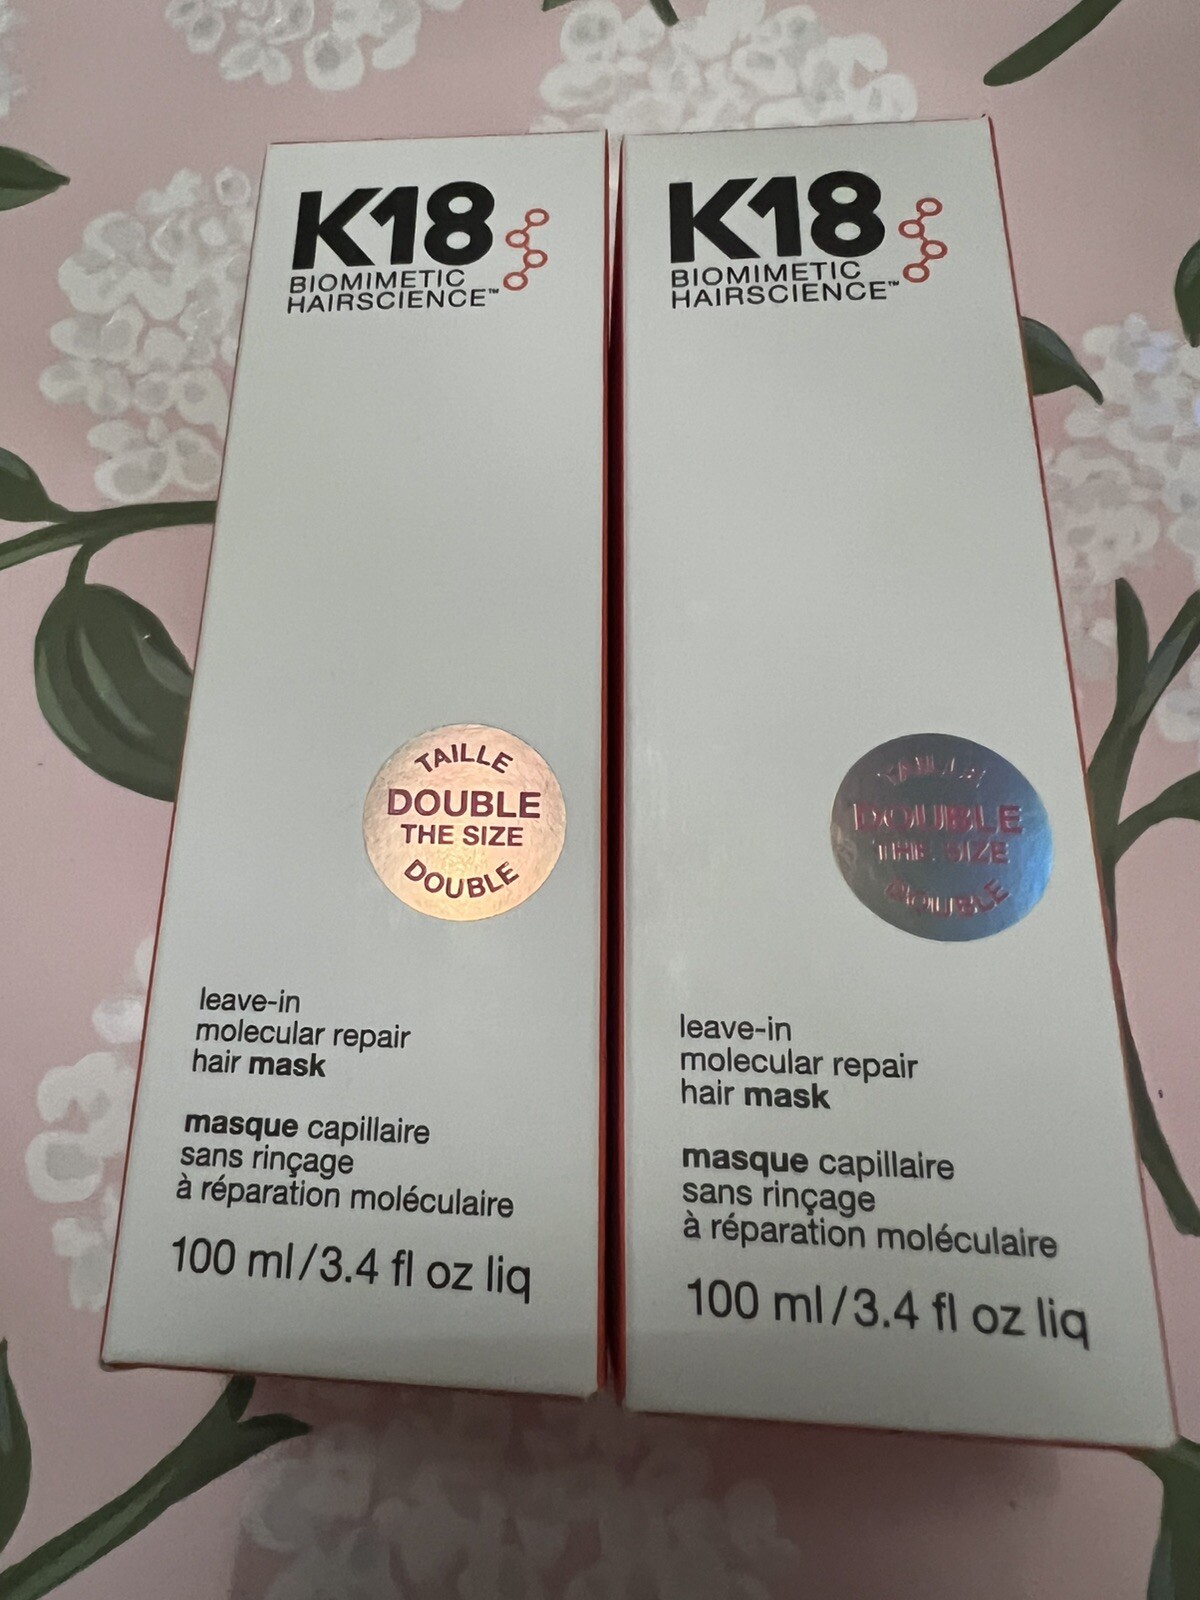 K18
BIOMIMETIC
HAIRSCIENCE™
TAILLE
DOUBLE
THE SIZE
DOUBLE
leave-in
molecular repair
hair mask
masque capillaire
sans rinçage
à réparation moléculaire
100 ml/3.4 fl oz liq
K18
BIOMIMETIC
HAIRSCIENCE™
TAILLE
DOUBLE
THE SIZE
DOUBLE
leave-in
molecular repair
hair mask
masque capillaire
sans rinçage
à réparation moléculaire
100 ml/3.4 fl oz liq